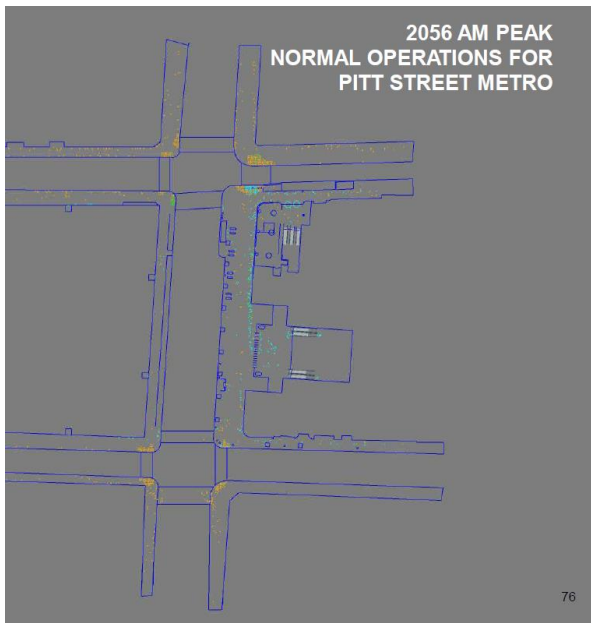 2056 AM PEAK
NORMAL OPERATIONS FOR
PITT STREET METRO
76